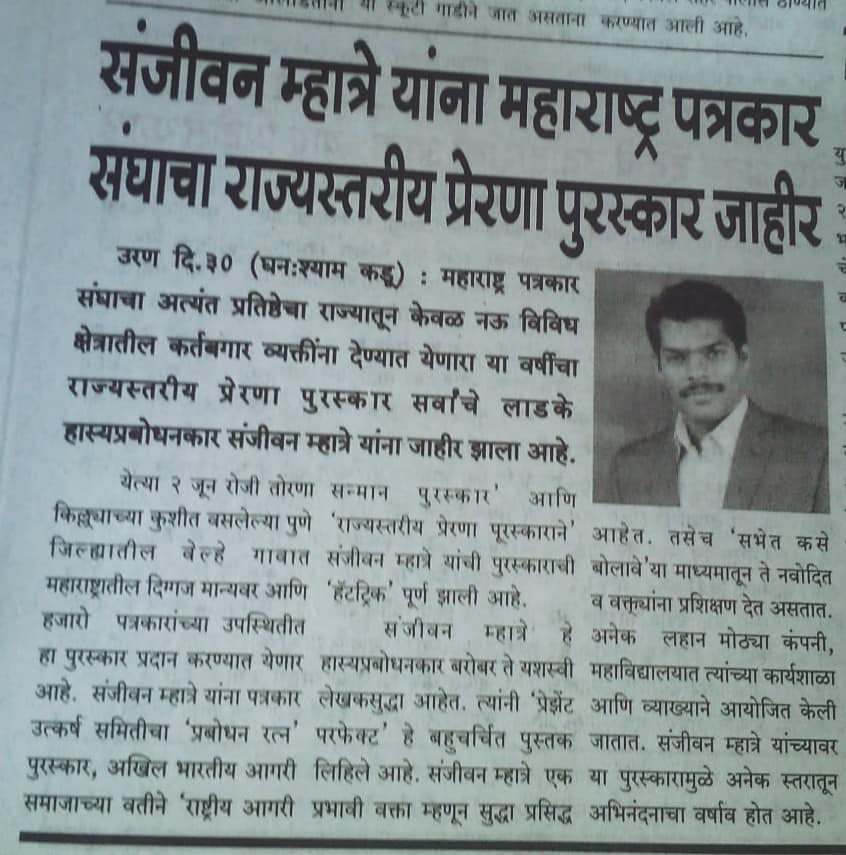 या स्कूटी गाडीने जात असताना करण्यात आली आहे.
संजीवन म्हात्रे यांना महाराष्ट्र पत्रकार
संघाचा राज्यस्तरीय प्रेरणा पुरस्कार जाहीर
उरण दि.३० (घनःश्याम कडू) : महाराष्ट्र पत्रकार
संघाचा अत्यंत प्रतिष्ठेचा राज्यातून केवळ नऊ विविध
क्षेत्रातील कर्तबगार व्यक्तींना देण्यात येणारा या वर्षीचा
राज्यस्तरीय प्रेरणा पुरस्कार सर्वांचे लाडके
हास्यप्रबोधनकार संजीवन म्हात्रे यांना जाहीर झाला आहे.
येत्या २ जून रोजी तोरणा
किल्ल्याच्या कुशीत वसलेल्या पुणे
जिल्ह्यातील वेल्हे गावात
महाराष्ट्रातील दिग्गज मान्यवर आणि
हजारो पत्रकारांच्या उपस्थितीत
हा पुरस्कार प्रदान करण्यात येणार
आहे. संजीवन म्हात्रे यांना पत्रकार
उत्कर्ष समितीचा 'प्रबोधन रत्न'
पुरस्कार, अखिल भारतीय आगरी
समाजाच्या वतीने 'राष्ट्रीय आगरी
सन्मान पुरस्कार' आणि
'राज्यस्तरीय प्रेरणा पूरस्काराने'
संजीवन म्हात्रे यांची पुरस्काराची
'हॅटट्रिक' पूर्ण झाली आहे.
संजीवन म्हात्रे हे
हास्यप्रबोधनकार बरोबर ते यशस्वी
लेखकसुद्धा आहेत. त्यांनी 'प्रेझेंट
परफेक्ट' हे बहुचर्चित पुस्तक
लिहिले आहे. संजीवन म्हात्रे एक
प्रभावी वक्ता म्हणून सुद्धा प्रसिद्ध
आहेत. तसेच 'सभेत कसे
बोलावे'या माध्यमातून ते नवोदित
व वक्त्यांना प्रशिक्षण देत असतात.
अनेक लहान मोठ्या कंपनी,
महाविद्यालयात त्यांच्या कार्यशाळा
आणि व्याख्याने आयोजित केली
जातात. संजीवन म्हात्रे यांच्यावर
या पुरस्कारामुळे अनेक स्तरातून
अभिनंदनाचा वर्षाव होत आहे.